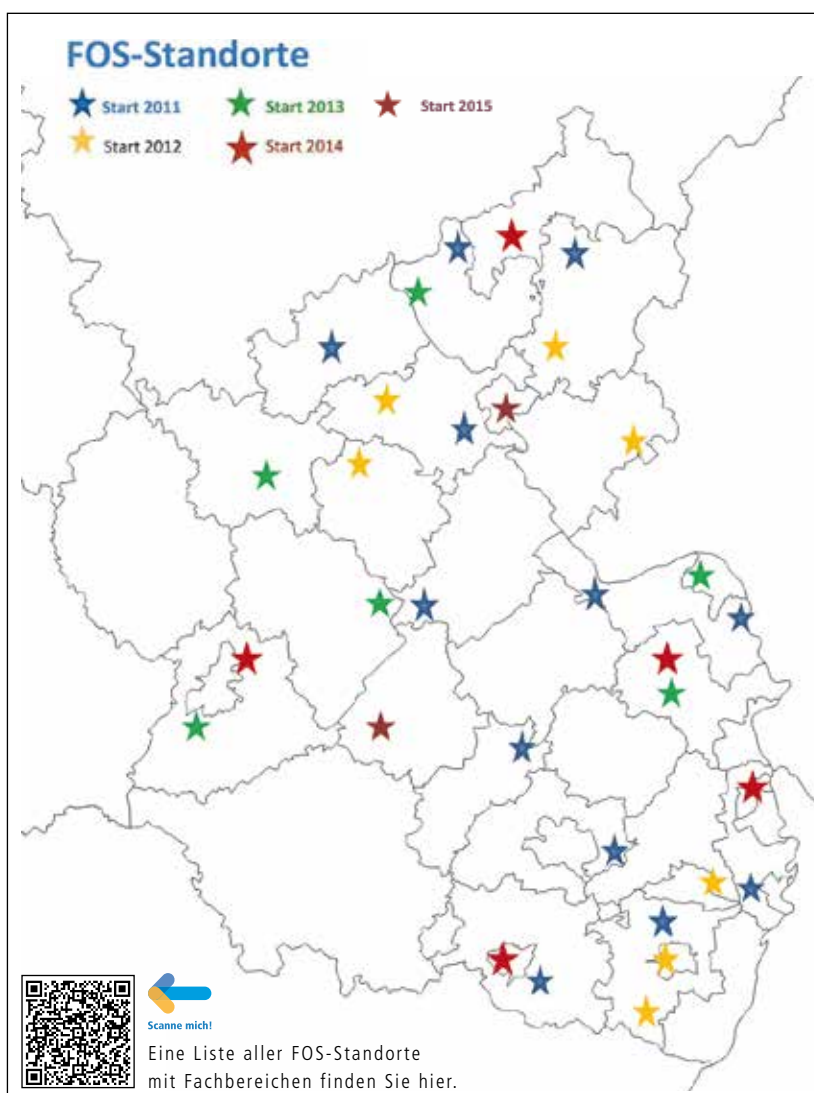 FOS-Standorte
Start 2011
Start 2013
Start 2015
Start 2012
Start 2014
Scanne mich!
Eine Liste aller FOS-Standorte
mit Fachbereichen finden Sie hier.